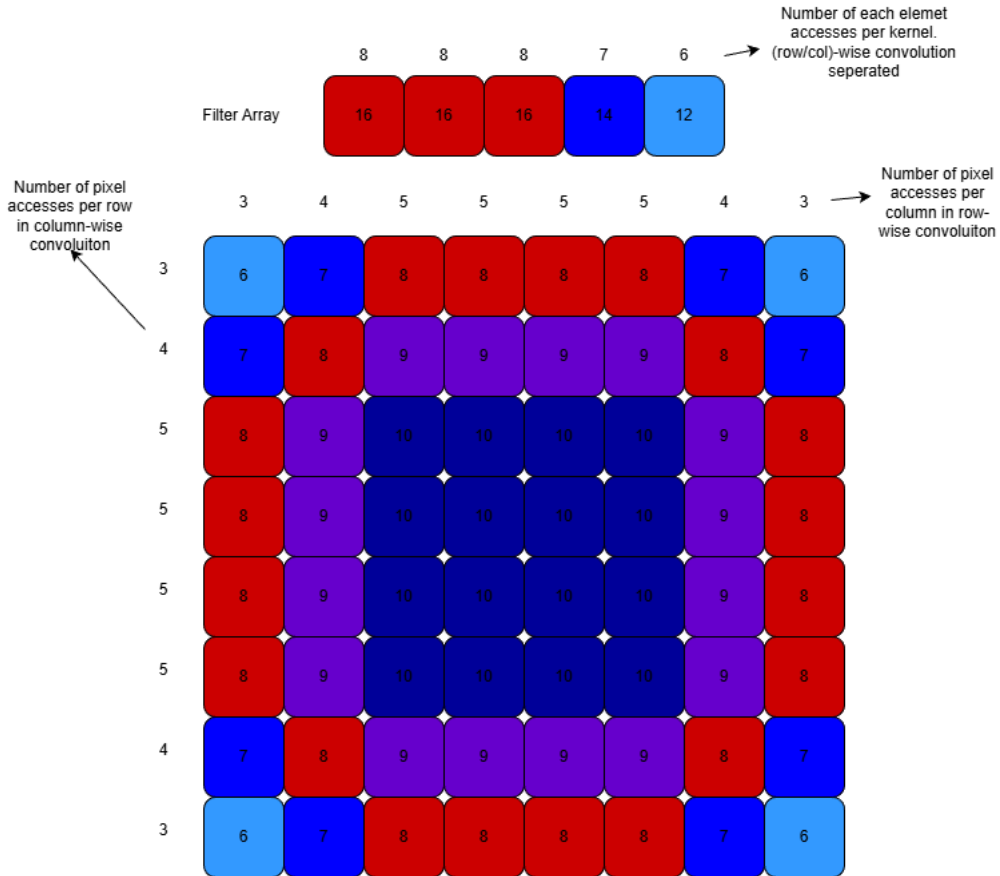 Number of each elemet
accesses per kernel.
(row/col)-wise convolution
seperated
8 8 8 7 6
Filter Array
16 16 16 14 12
Number of pixel
accesses per row
in column-wise
convoluiton
Number of pixel
accesses per
column in row-
wise convoluiton
3 4 5 5 5 5 4 3
3 6 7 8 8 8 8 7 6
4 7 8 9 9 9 9 8 7
5 8 9 10 10 10 10 9 8
5 8 9 10 10 10 10 9 8
5 8 9 10 10 10 10 9 8
5 8 9 10 10 10 10 9 8
4 7 8 9 9 9 9 8 7
3 6 7 8 8 8 8 7 6